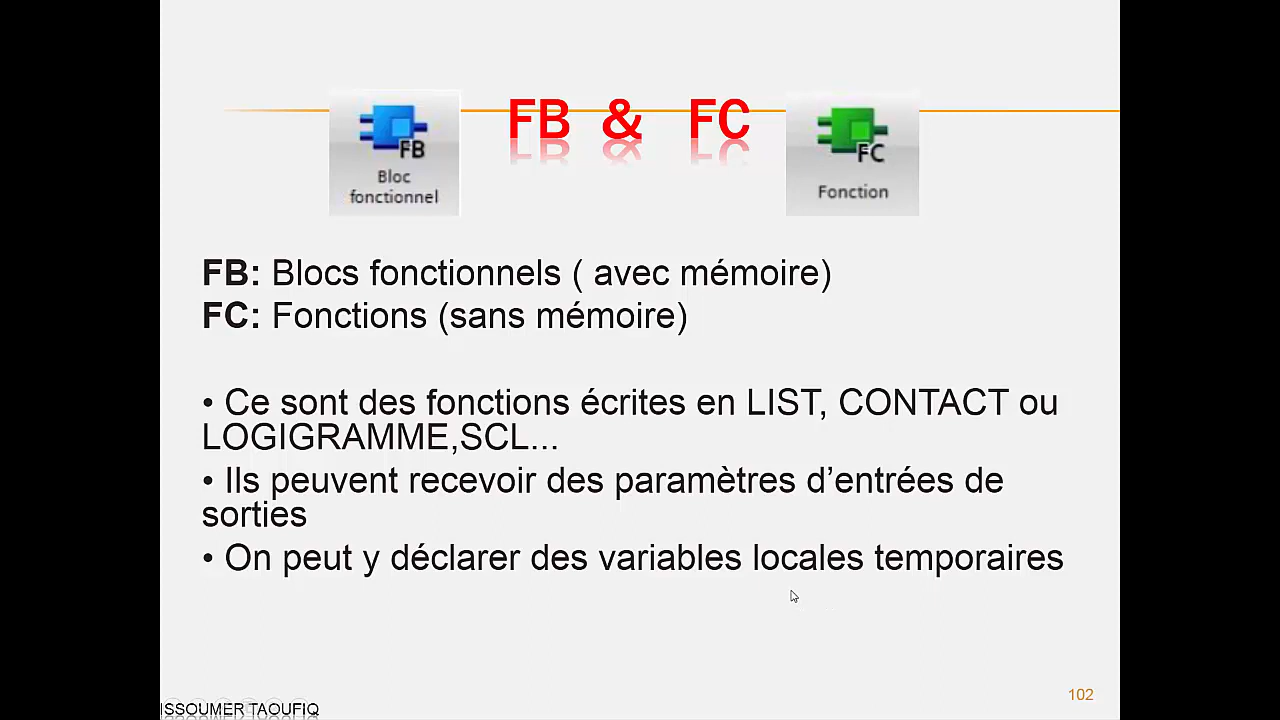 FB & FC
FB
Bloc
fonctionnel
FC
Fonction
FB: Blocs fonctionnels ( avec mémoire)
FC: Fonctions (sans mémoire)
• Ce sont des fonctions écrites en LIST, CONTACT ou
LOGIGRAMME,SCL...
• Ils peuvent recevoir des paramètres d’entrées de
sorties
• On peut y déclarer des variables locales temporaires
102
ISSOUMER TAOUFIQ